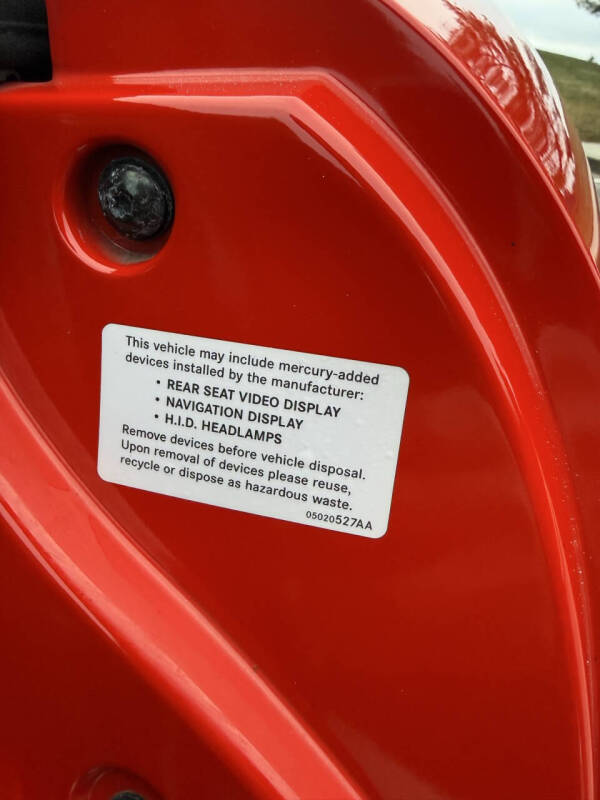 This vehicle may include mercury-added
devices installed by the manufacturer:
• REAR SEAT VIDEO DISPLAY
• NAVIGATION DISPLAY
• H.I.D. HEADLAMPS
Remove devices before vehicle disposal.
Upon removal of devices please reuse,
recycle or dispose as hazardous waste.
05020527AA